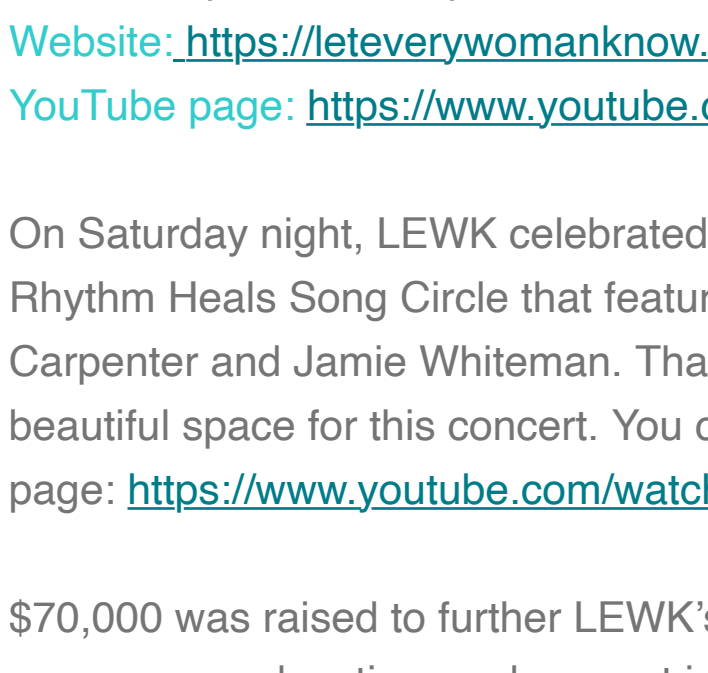 Website: https://leteverywomanknow.
YouTube page: https://www.youtube.
On Saturday night, LEWK celebrated
Rhythm Heals Song Circle that featur
Carpenter and Jamie Whiteman. Tha
beautiful space for this concert. You
page: https://www.youtube.com/watch
$70,000 was raised to further LEWK’s